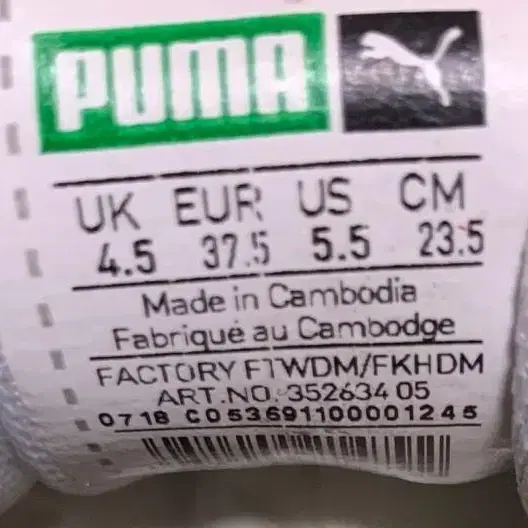 PUMA
UK EUR US CM
4.5 37.5 5.5 23.5
Made in Cambodia
Fabriqué au Cambodge
FACTORY FTWDM/FKHDM
ART.NO.:352634 05
0718 C053691100001245